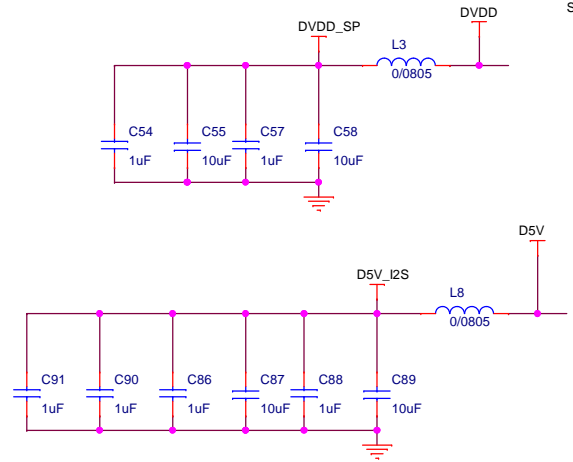 S
DVDD
DVDD_SP
L3
0/0805
C54
C55
C57
C58
1uF
10uF
1uF
10uF
D5V
D5V_I2S
L8
0/0805
C91
C90
C86
C87
C88
C89
1uF
1uF
1uF
10uF
1uF
10uF